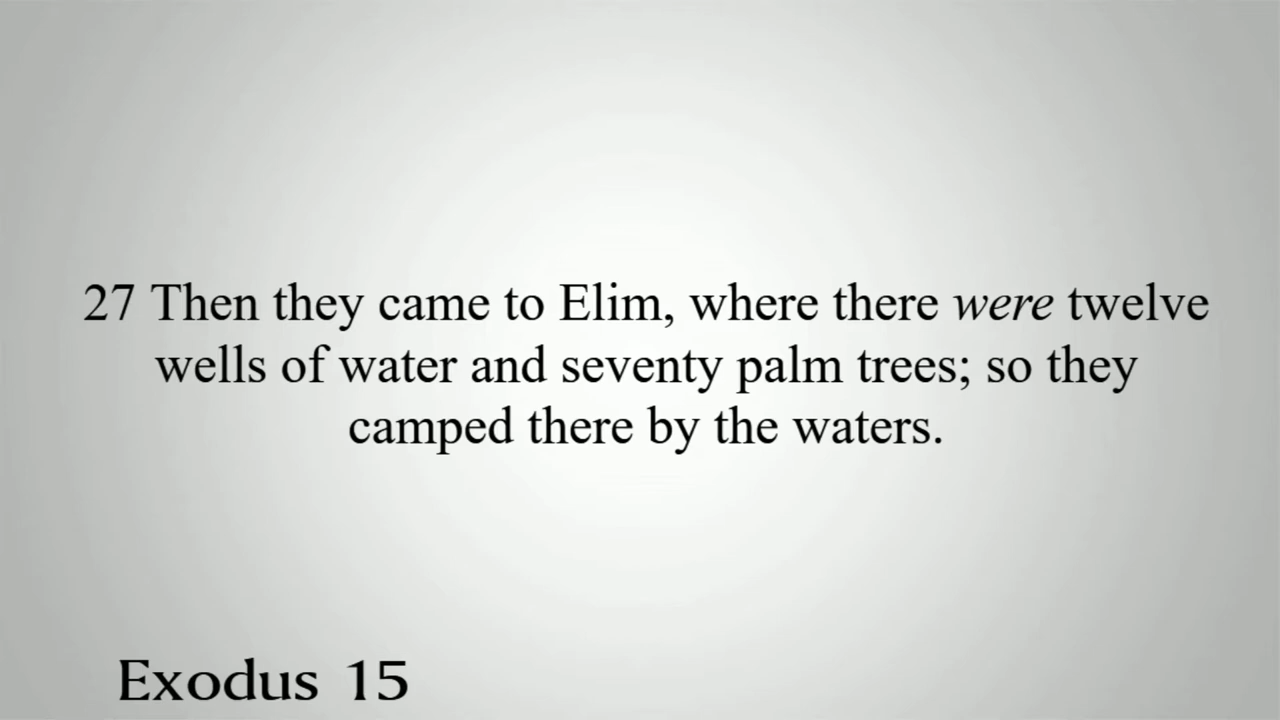 27 Then they came to Elim, where there were twelve
wells of water and seventy palm trees; so they
camped there by the waters.
Exodus 15